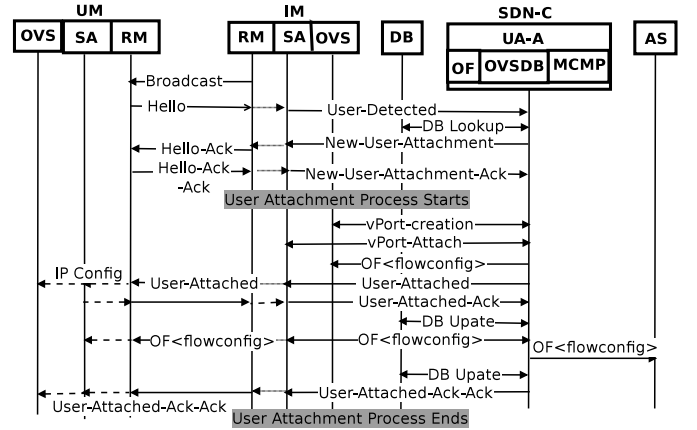 UM IM SDN-C
OVS SA RM RM SA OVS DB UA-A AS
OF OVSDB MCMP
Broadcast
Hello
User-Detected
DB Lookup
New-User-Attachment
Hello-Ack
Hello-Ack
-Ack
New-User-Attachment-Ack
User Attachment Process Starts
vPort-creation
vPort-Attach
OF<flowconfig>
IP Config
User-Attached User-Attached
User-Attached-Ack
DB Upate
OF<flowconfig> OF<flowconfig> OF<flowconfig>
DB Upate
User-Attached-Ack-Ack
User-Attached-Ack-Ack
User Attachment Process Ends